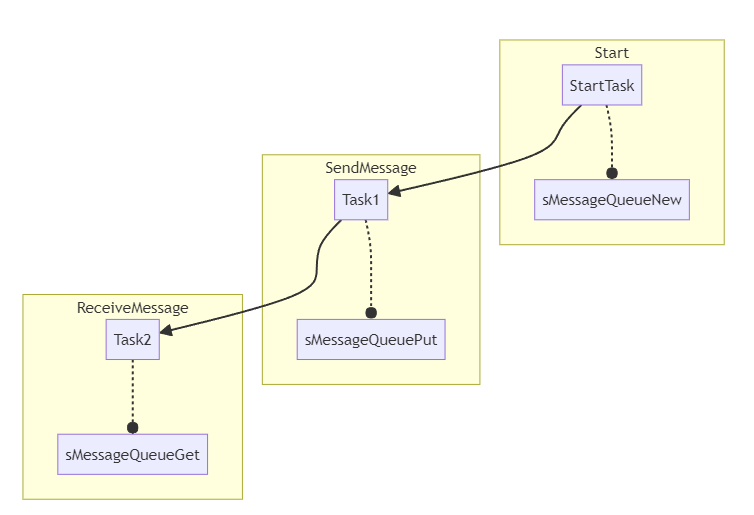 Start
StartTask
sMessageQueueNew
SendMessage
Task1
sMessageQueuePut
ReceiveMessage
Task2
sMessageQueueGet